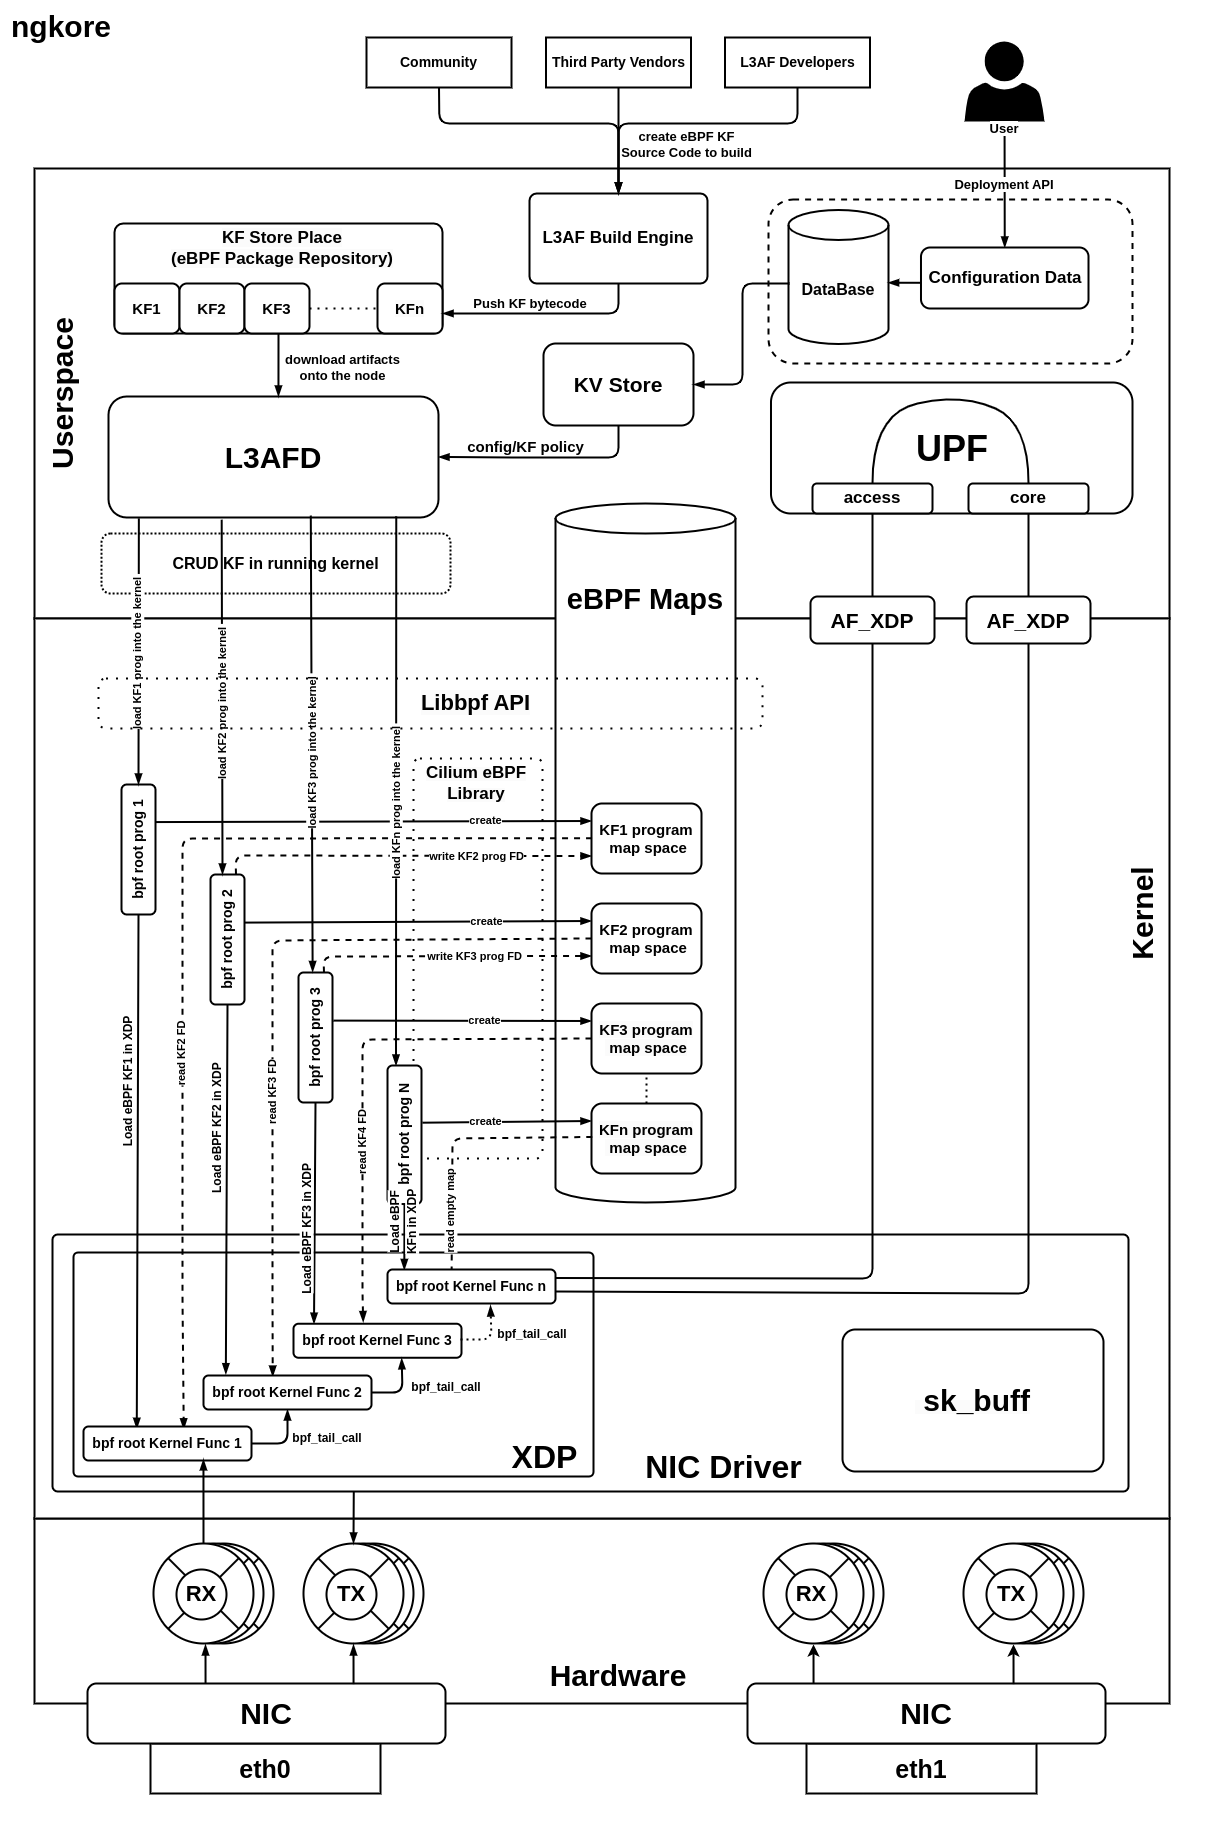 ngkore
Community
Third Party Vendors
L3AF Developers
User
create eBPF KF
Source Code to build
Deployment API
L3AF Build Engine
KF Store Place
(eBPF Package Repository)
KF1
KF2
KF3
KFn
Push KF bytecode
DataBase
Configuration Data
download artifacts
onto the node
KV Store
Userspace
L3AFD
config/KF policy
UPF
access
core
CRUD KF in running kernel
eBPF Maps
AF_XDP
AF_XDP
load KF1 prog into the kernel
load KF2 prog into the kernel
load KF3 prog into the kernel
load KFn prog into the kernel
Libbpf API
Cilium eBPF
Library
bpf root prog 1
bpf root prog 2
bpf root prog 3
bpf root prog N
create
write KF2 prog FD
KF1 program
map space
create
write KF3 prog FD
KF2 program
map space
create
KF3 program
map space
create
KFn program
map space
Kernel
Load eBPF KF1 in XDP
read KF2 FD
Load eBPF KF2 in XDP
read KF3 FD
Load eBPF KF3 in XDP
read KF4 FD
Load eBPF
KFn in XDP
read empty map
bpf root Kernel Func n
bpf_tail_call
bpf root Kernel Func 3
bpf_tail_call
bpf root Kernel Func 2
bpf_tail_call
bpf root Kernel Func 1
XDP
NIC Driver
sk_buff
RX
TX
RX
TX
Hardware
NIC
NIC
eth0
eth1